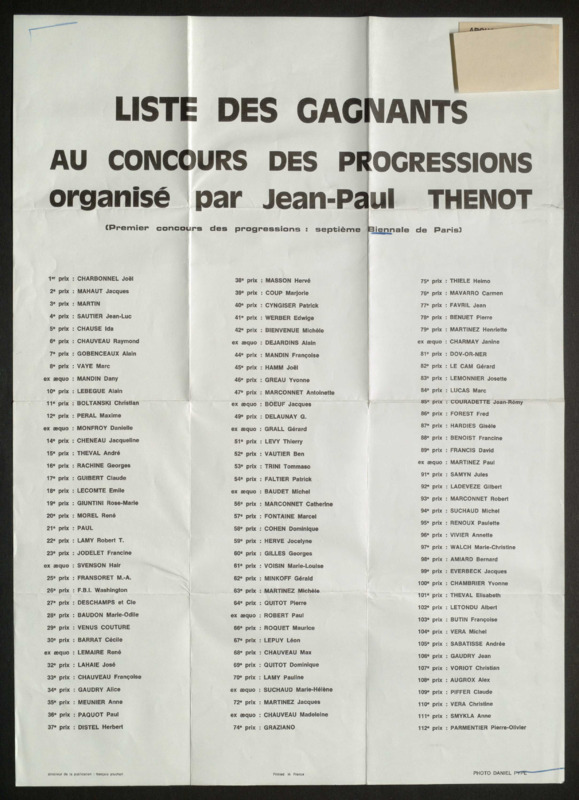 LISTE DES GAGNANTS
AU CONCOURS DES PROGRESSIONS
organisé par Jean-Paul THENOT
(Premier concours des progressions : septième Biennale de Paris)
1er prix : CHARBONNEL Joël
2e prix : MAHAUT Jacques
3e prix : MARTIN
4e prix : SAUTIER Jean-Luc
5e prix : CHAUSE Ida
6e prix : CHAUVEAU Raymond
7e prix : GOBENCEAUX Alain
8e prix : VAYE Marc
ex æquo : MANDIN Dany
10e prix : LEBEGUE Alain
11e prix : BOLTANSKI Christian
12e prix : PERAL Maxime
ex æquo : MONFROY Danielle
14e prix : CHENEAU Jacqueline
15e prix : THEVAL André
16e prix : RACHINE Georges
17e prix : GUIBERT Claude
18e prix : LECOMTE Emile
19e prix : GIUNTINI Rose-Marie
20e prix : MOREL René
21e prix : PAUL
22e prix : LAMY Robert T.
23e prix : JODELET Francine
ex æquo : SVENSON Hair
25e prix : FRANSORET M.-A.
26e prix : F.B.I. Washington
27e prix : DESCHAMPS et Cie
28e prix : BAUDON Marie-Odile
29e prix : VENUS COUTURE
30e prix : BARRAT Cécile
ex æquo : LEMAIRE René
32e prix : LAHAIE José
33e prix : CHAUVEAU Françoise
34e prix : GAUDRY Alice
35e prix : MEUNIER Anne
36e prix : PAQUOT Paul
37e prix : DISTEL Herbert
38e prix : MASSON Hervé
39e prix : COUP Marjorie
40e prix : CYNGISER Patrick
41e prix : WERBER Edwige
42e prix : BIENVENUE Michèle
ex æquo : DEJARDINS Alain
44e prix : MANDIN Françoise
45e prix : HAMM Joël
46e prix : GREAU Yvonne
47e prix : MARCONNET Antoinette
ex æquo : BOEUF Jacques
49e prix : DELAUNAY G.
ex æquo : GRALL Gérard
51e prix : LEVY Thierry
52e prix : VAUTIER Ben
53e prix : TRINI Tommaso
54e prix : FALTIER Patrick
ex æquo : BAUDET Michel
56e prix : MARCONNET Catherine
57e prix : FONTAINE Marcel
58e prix : COHEN Dominique
59e prix : HERVE Jocelyne
60e prix : GILLES Georges
61e prix : VOISIN Marie-Louise
62e prix : MINKOFF Gérald
63e prix : MARTINEZ Michèle
64e prix : QUITOT Pierre
ex æquo : ROBERT Paul
66e prix : ROQUET Maurice
67e prix : LEPUY Léon
68e prix : CHAUVEAU Max
69e prix : QUITOT Dominique
70e prix : LAMY Pauline
ex æquo : SUCHAUD Marie-Hélène
72e prix : MARTINEZ Jacques
ex æquo : CHAUVEAU Madeleine
74e prix : GRAZIANO
75e prix : THIELE Heimo
76e prix : MAVARRO Carmen
77e prix : FAVRIL Jean
78e prix : BENUET Pierre
79e prix : MARTINEZ Henriette
ex æquo : CHARMAY Janine
81e prix : DOV-OR-NER
82e prix : LE CAM Gérard
83e prix : LEMONNIER Josette
84e prix : LUCAS Marc
85e prix : COURADETTE Jean-Rémy
86e prix : FOREST Fred
87e prix : HARDIES Gisèle
88e prix : BENOIST Francine
89e prix : FRANCIS David
ex æquo : MARTINEZ Paul
91e prix : SAMYN Jules
92e prix : LADEVEZE Gilbert
93e prix : MARCONNET Robert
94e prix : SUCHAUD Michel
95e prix : RENOUX Paulette
96e prix : VIVIER Annette
97e prix : WALCH Marie-Christine
98e prix : AMIARD Bernard
99e prix : EVERBECK Jacques
100e prix : CHAMBRIER Yvonne
101e prix : THEVAL Elisabeth
102e prix : LETONDU Albert
103e prix : BUTIN Françoise
104e prix : VERA Michel
105e prix : SABATISSE Andrée
106e prix : GAUDRY Jean
107e prix : VORIOT Christian
108e prix : AUGROX Alex
109e prix : PIFFER Claude
110e prix : VERA Christine
111e prix : SMYKLA Anne
112e prix : PARMENTIER Pierre-Olivier
directeur de la publication : françois pluchart
Printed in France
PHOTO DANIEL